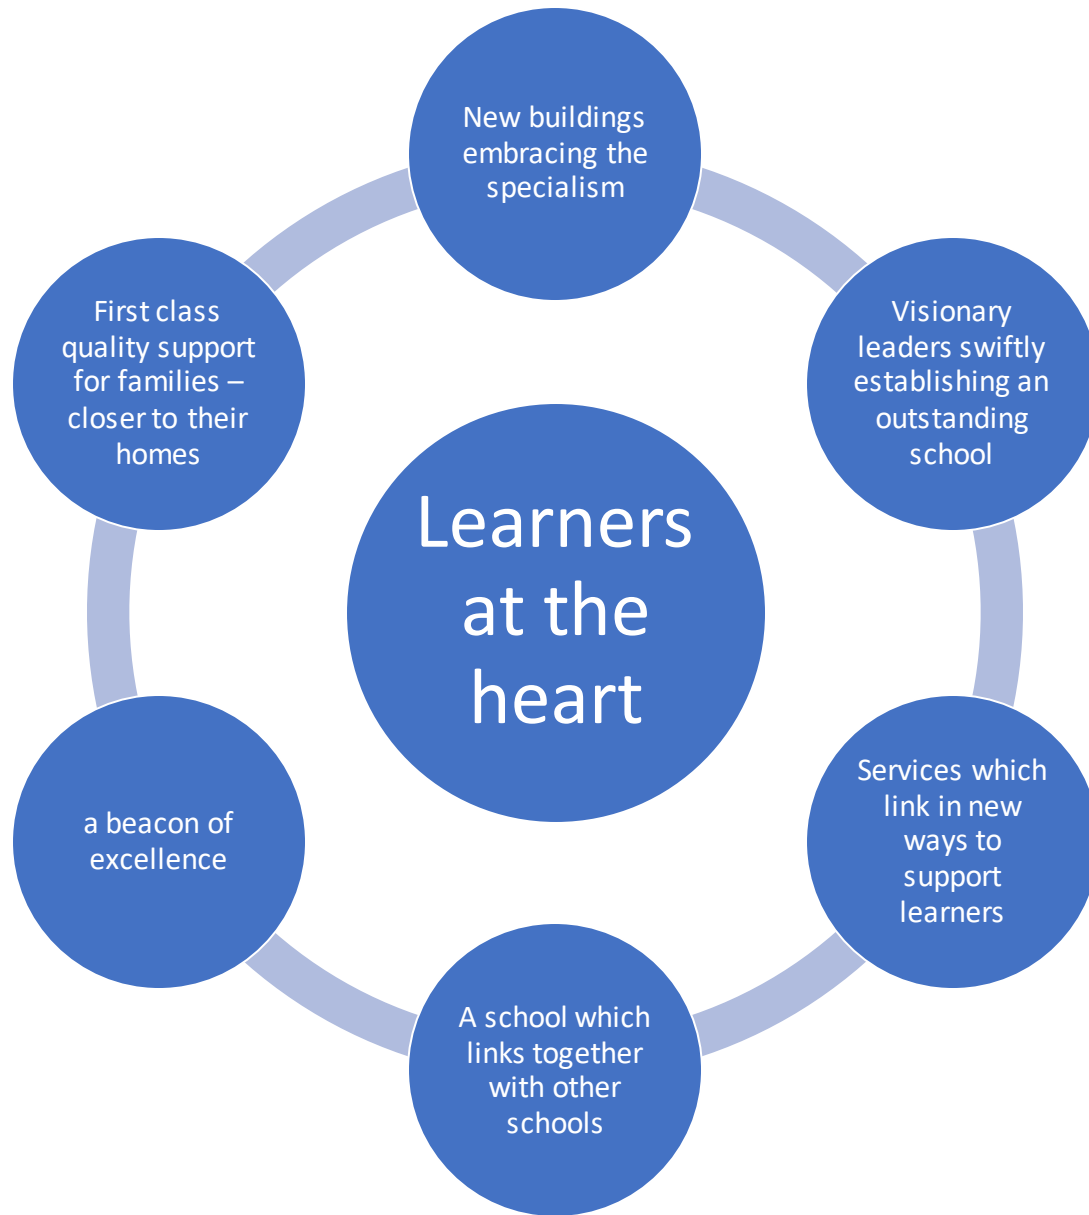 New buildings
embracing the
specialism
Visionary
leaders swiftly
establishing an
outstanding
school
Services which
link in new
ways to
support
learners
A school which
links together
with other
schools
a beacon of
excellence
First class
quality support
for families –
closer to their
homes
Learners
at the
heart